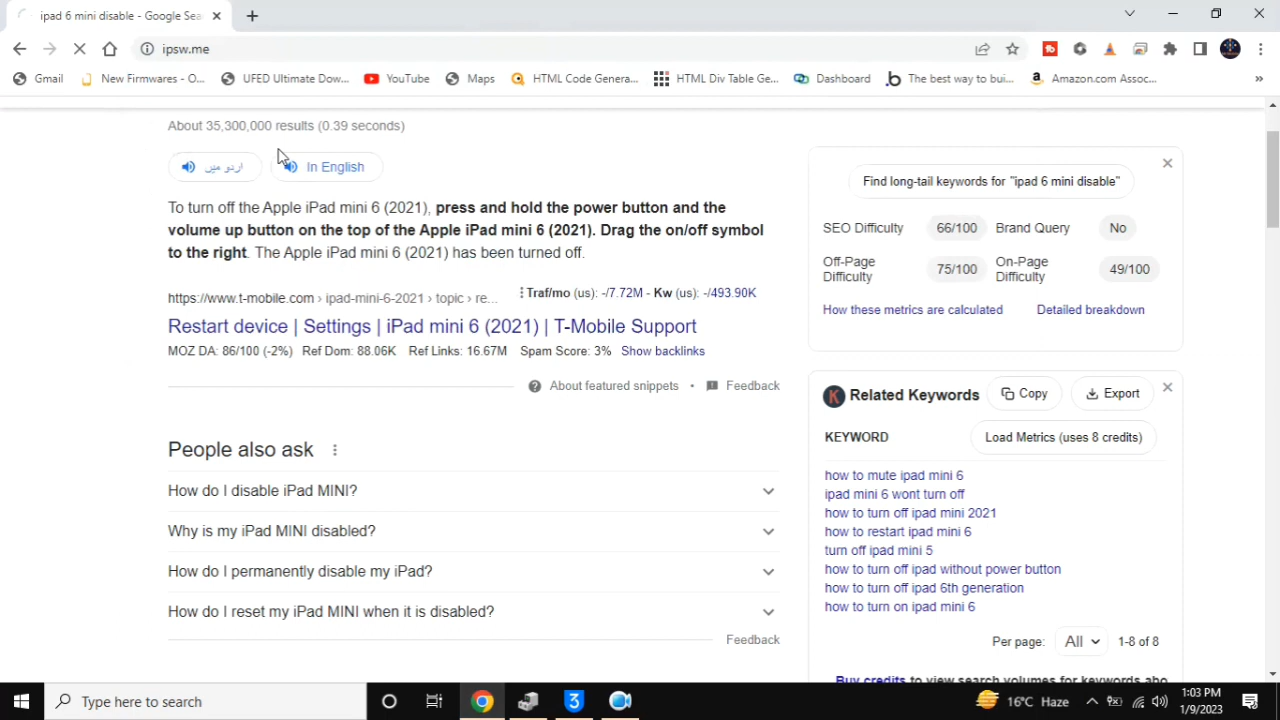 ipad 6 mini disable - Google Sea
ipsw.me
Gmail New Firmwares - O... UFED Ultimate Dow... YouTube Maps HTML Code Genera... HTML Div Table Ge... Dashboard The best way to bui... Amazon.com Assoc... »
About 35,300,000 results (0.39 seconds)
اردو میں In English
To turn off the Apple iPad mini 6 (2021), press and hold the power button and the
volume up button on the top of the Apple iPad mini 6 (2021). Drag the on/off symbol
to the right. The Apple iPad mini 6 (2021) has been turned off.
https://www.t-mobile.com › ipad-mini-6-2021 › topic › re... Traf/mo (us): -/7.72M - Kw (us): -/493.90K
Restart device | Settings | iPad mini 6 (2021) | T-Mobile Support
MOZ DA: 86/100 (-2%) Ref Dom: 88.06K Ref Links: 16.67M Spam Score: 3% Show backlinks
About featured snippets • Feedback
People also ask
How do I disable iPad MINI?
Why is my iPad MINI disabled?
How do I permanently disable my iPad?
How do I reset my iPad MINI when it is disabled?
Feedback
Find long-tail keywords for "ipad 6 mini disable"
SEO Difficulty 66/100 Brand Query No
Off-Page Difficulty 75/100 On-Page Difficulty 49/100
How these metrics are calculated Detailed breakdown
K Related Keywords Copy Export
KEYWORD Load Metrics (uses 8 credits)
how to mute ipad mini 6
ipad mini 6 wont turn off
how to turn off ipad mini 2021
how to restart ipad mini 6
turn off ipad mini 5
how to turn off ipad without power button
how to turn off ipad 6th generation
how to turn on ipad mini 6
Per page: All 1-8 of 8
Buy credits to view search volumes for keywords abo
Type here to search 16°C Haze 1:03 PM
1/9/2023